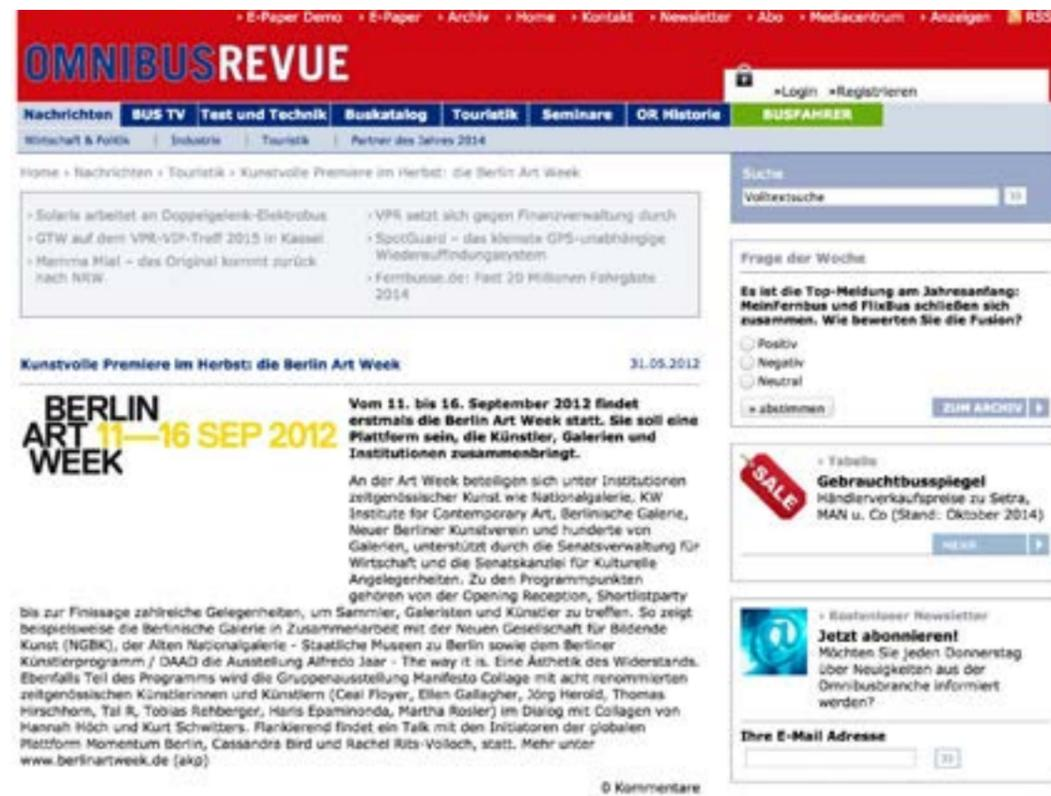 › E-Paper Demo › E-Paper › Archiv › Home › Kontakt › Newsletter › Abo › Mediacentrum › Anzeigen RSS
OMNIBUSREVUE
»Login »Registrieren
Nachrichten BUS TV Test und Technik Buskatalog Touristik Seminare OR Historie BUSFAHRER
Wirtschaft & Politik | Industrie | Touristik | Partner des Jahres 2014
Home › Nachrichten › Touristik › Kunstvolle Premiere im Herbst: die Berlin Art Week
› Solaris arbeitet an Doppelgelenk-Elektrobus
› GTW auf dem VPR-VIP-Treff 2015 in Kassel
› Mamma Mia! – das Original kommt zurück
nach NRW
› VPR setzt sich gegen Finanzverwaltung durch
› SpotGuard – das kleinste GPS-unabhängige
Wiederauffindungssystem
› Fernbusse.de: Fast 20 Millionen Fahrgäste
2014
Kunstvolle Premiere im Herbst: die Berlin Art Week 31.05.2012
BERLIN
ART 11—16 SEP 2012
WEEK
Vom 11. bis 16. September 2012 findet
erstmals die Berlin Art Week statt. Sie soll eine
Plattform sein, die Künstler, Galerien und
Institutionen zusammenbringt.
An der Art Week beteiligen sich unter Institutionen
zeitgenössischer Kunst wie Nationalgalerie, KW
Institute for Contemporary Art, Berlinische Galerie,
Neuer Berliner Kunstverein und hunderte von
Galerien, unterstützt durch die Senatsverwaltung für
Wirtschaft und die Senatskanzlei für Kulturelle
Angelegenheiten. Zu den Programmpunkten
gehören von der Opening Reception, Shortlistparty
bis zur Finissage zahlreiche Gelegenheiten, um Sammler, Galeristen und Künstler zu treffen. So zeigt
beispielsweise die Berlinische Galerie in Zusammenarbeit mit der Neuen Gesellschaft für Bildende
Kunst (NGBK), der Alten Nationalgalerie - Staatliche Museen zu Berlin sowie dem Berliner
Künstlerprogramm / DAAD die Ausstellung Alfredo Jaar - The way it is. Eine Ästhetik des Widerstands.
Ebenfalls Teil des Programms wird die Gruppenausstellung Manifesto Collage mit acht renommierten
zeitgenössischen Künstlerinnen und Künstlern (Ceal Floyer, Ellen Gallagher, Jörg Herold, Thomas
Hirschhorn, Tal R, Tobias Rehberger, Haris Epaminonda, Martha Rosler) im Dialog mit Collagen von
Hannah Höch und Kurt Schwitters. Flankierend findet ein Talk mit den Initiatoren der globalen
Plattform Momentum Berlin, Cassandra Bird und Rachel Rits-Volloch, statt. Mehr unter
www.berlinartweek.de (akp)
0 Kommentare
Suche
Volltextsuche
Frage der Woche
Es ist die Top-Meldung am Jahresanfang:
MeinFernbus und FlixBus schließen sich
zusammen. Wie bewerten Sie die Fusion?
Positiv
Negativ
Neutral
» abstimmen ZUM ARCHIV
SALE
› Tabelle
Gebrauchtbusspiegel
Händlerverkaufspreise zu Setra,
MAN u. Co (Stand: Oktober 2014)
MEHR
@
› Kostenloser Newsletter
Jetzt abonnieren!
Möchten Sie jeden Donnerstag
über Neuigkeiten aus der
Omnibusbranche informiert
werden?
Ihre E-Mail Adresse